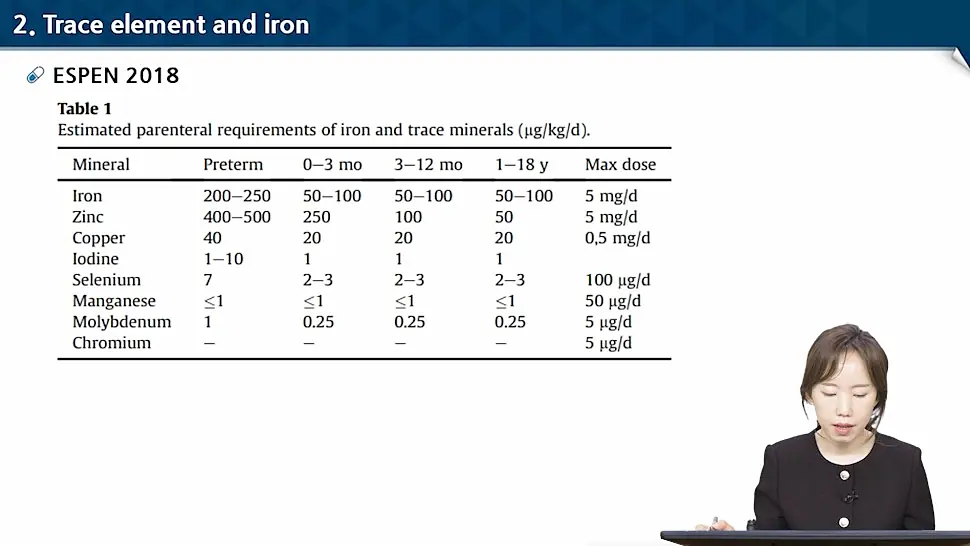 2. Trace element and iron
ESPEN 2018
Table 1
Estimated parenteral requirements of iron and trace minerals (μg/kg/d).
Mineral Preterm 0–3 mo 3–12 mo 1–18 y Max dose
Iron 200–250 50–100 50–100 50–100 5 mg/d
Zinc 400–500 250 100 50 5 mg/d
Copper 40 20 20 20 0,5 mg/d
Iodine 1–10 1 1 1
Selenium 7 2–3 2–3 2–3 100 μg/d
Manganese ≤1 ≤1 ≤1 ≤1 50 μg/d
Molybdenum 1 0.25 0.25 0.25 5 μg/d
Chromium – – – – 5 μg/d